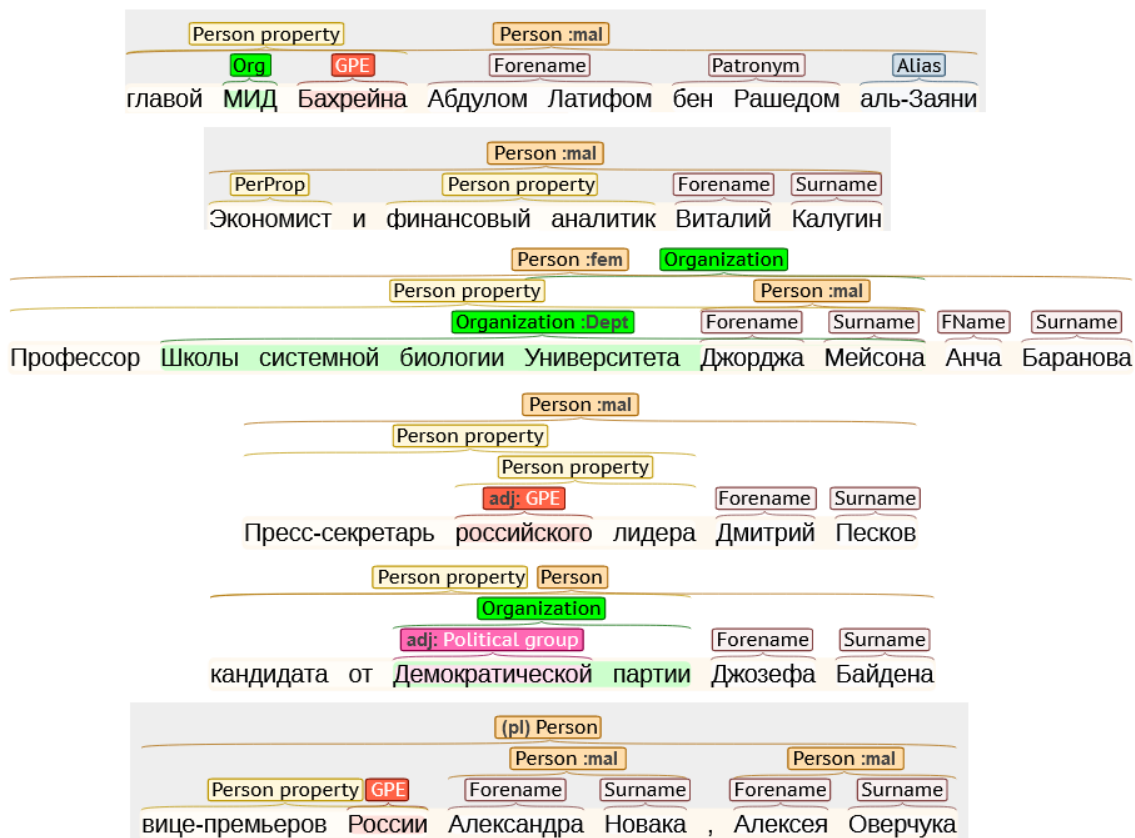 Person property Person :mal
Org GPE Forename Patronym Alias
главой МИД Бахрейна Абдулом Латифом бен Рашедом аль-Заяни
Person :mal
PerProp Person property Forename Surname
Экономист и финансовый аналитик Виталий Калугин
Person :fem Organization
Person property Person :mal
Organization :Dept Forename Surname FName Surname
Профессор Школы системной биологии Университета Джорджа Мейсона Анча Баранова
Person :mal
Person property
Person property
adj: GPE Forename Surname
Пресс-секретарь российского лидера Дмитрий Песков
Person property Person
Organization
adj: Political group Forename Surname
кандидата от Демократической партии Джозефа Байдена
(pl) Person
Person :mal Person :mal
Person property GPE Forename Surname Forename Surname
вице-премьеров России Александра Новака , Алексея Оверчука